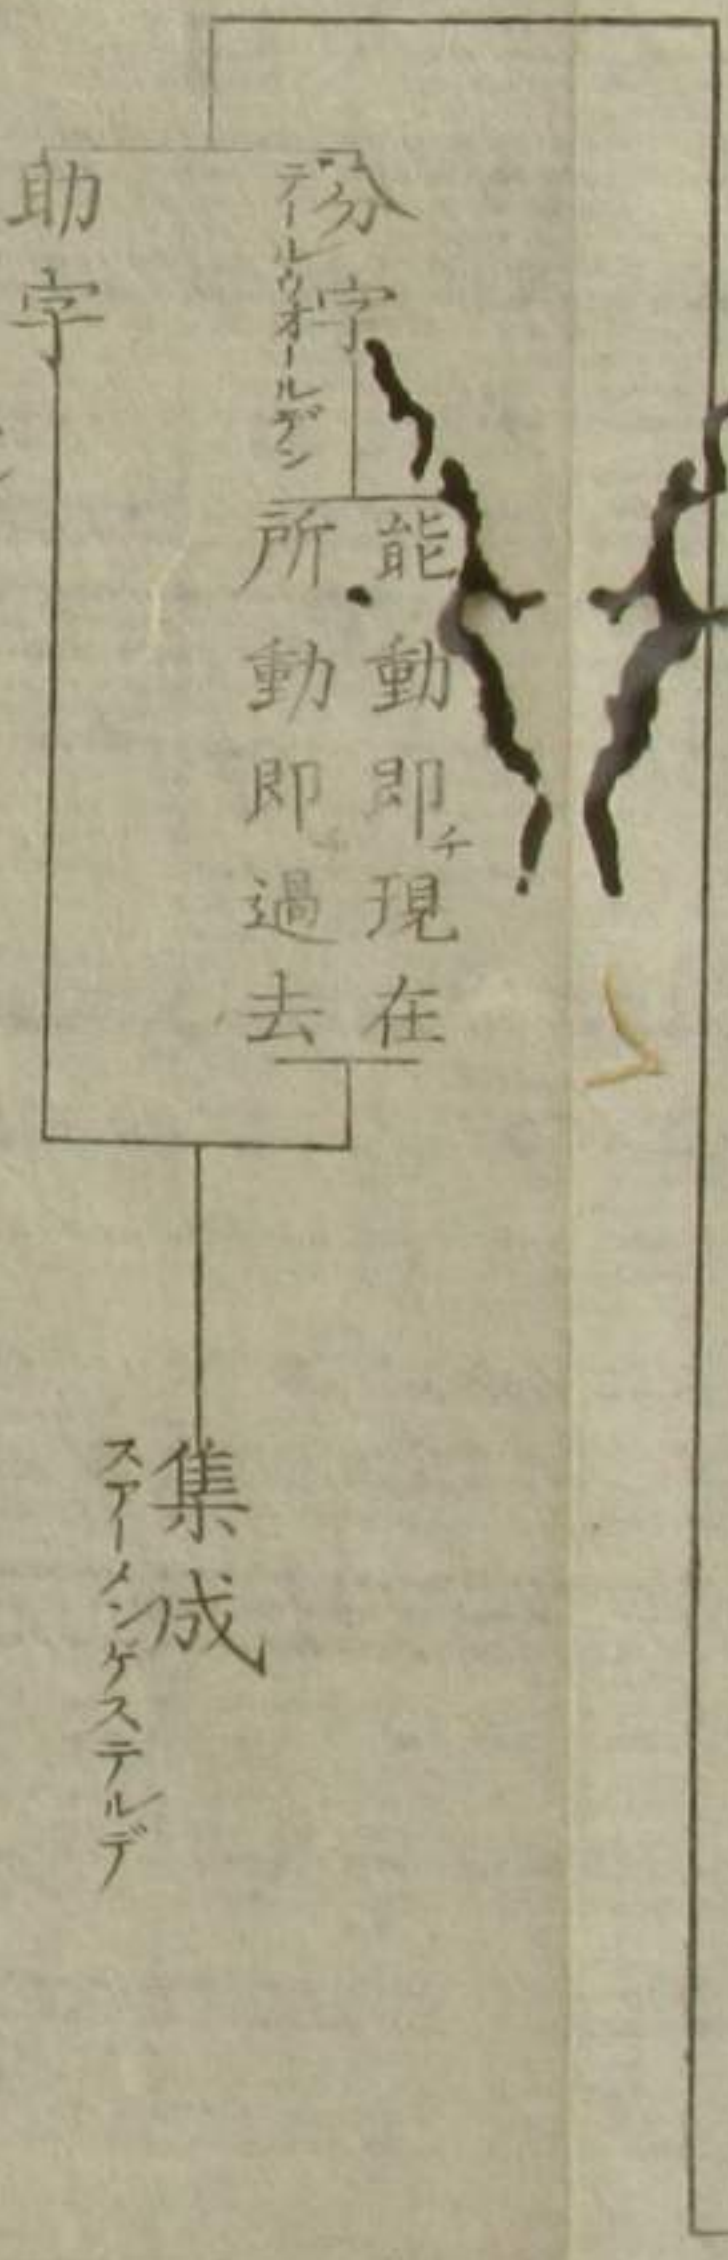 分字
テールウオールデン
能動即チ現在
所動即チ過去
助字
集成
スアーメンゲステルデ